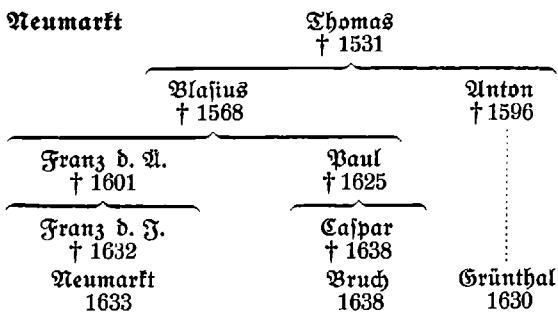 Neumarkt Thomas
† 1531
Blasius Anton
† 1568 † 1596
Franz d. Ä. Paul
† 1601 † 1625
Franz d. J. Caspar
† 1632 † 1638
Neumarkt Bruch Grünthal
1633 1638 1630